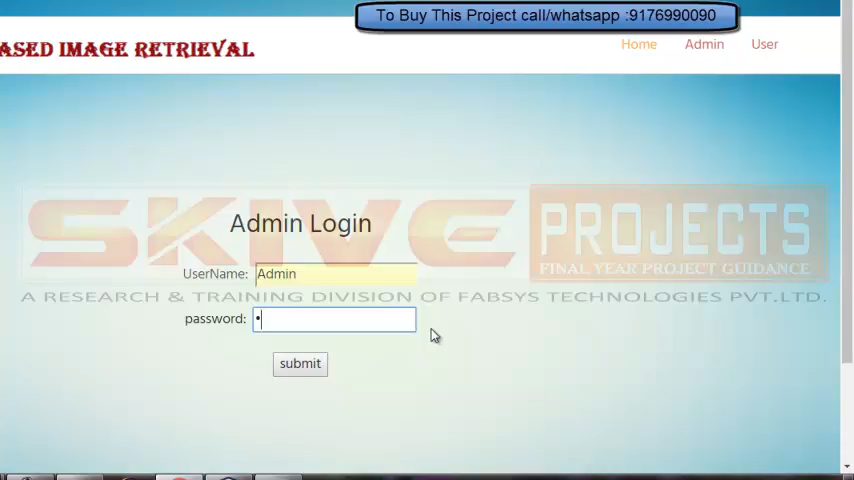 To Buy This Project call/whatsapp :9176990090
ASED IMAGE RETRIEVAL
Home Admin User
SKIVE PROJECTS
FINAL YEAR PROJECT GUIDANCE
A RESEARCH & TRAINING DIVISION OF FABSYS TECHNOLOGIES PVT.LTD.
Admin Login
UserName: Admin
password: •
submit